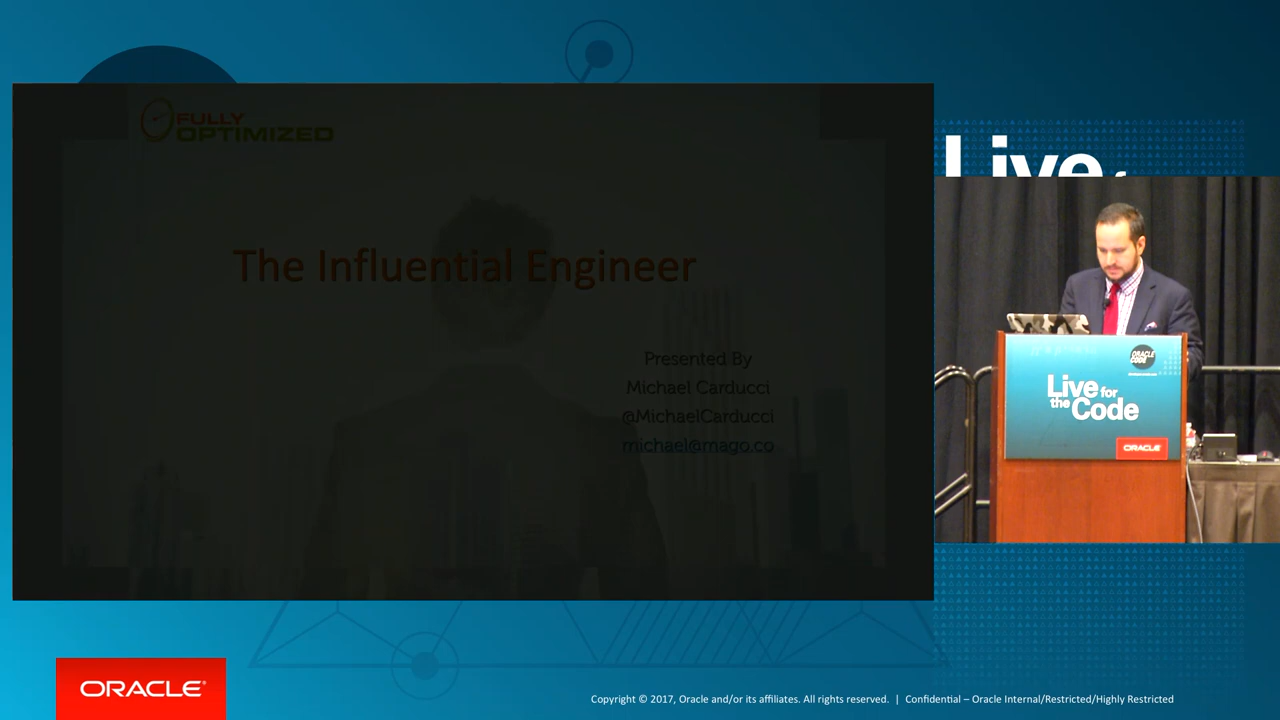 FULLY
OPTIMIZED
The Influential Engineer
Presented By
Michael Carducci
@MichaelCarducci
michael@mago.co
Live
ORACLE
CODE
Live for
the Code
ORACLE
ORACLE
Copyright © 2017, Oracle and/or its affiliates. All rights reserved. | Confidential – Oracle Internal/Restricted/Highly Restricted